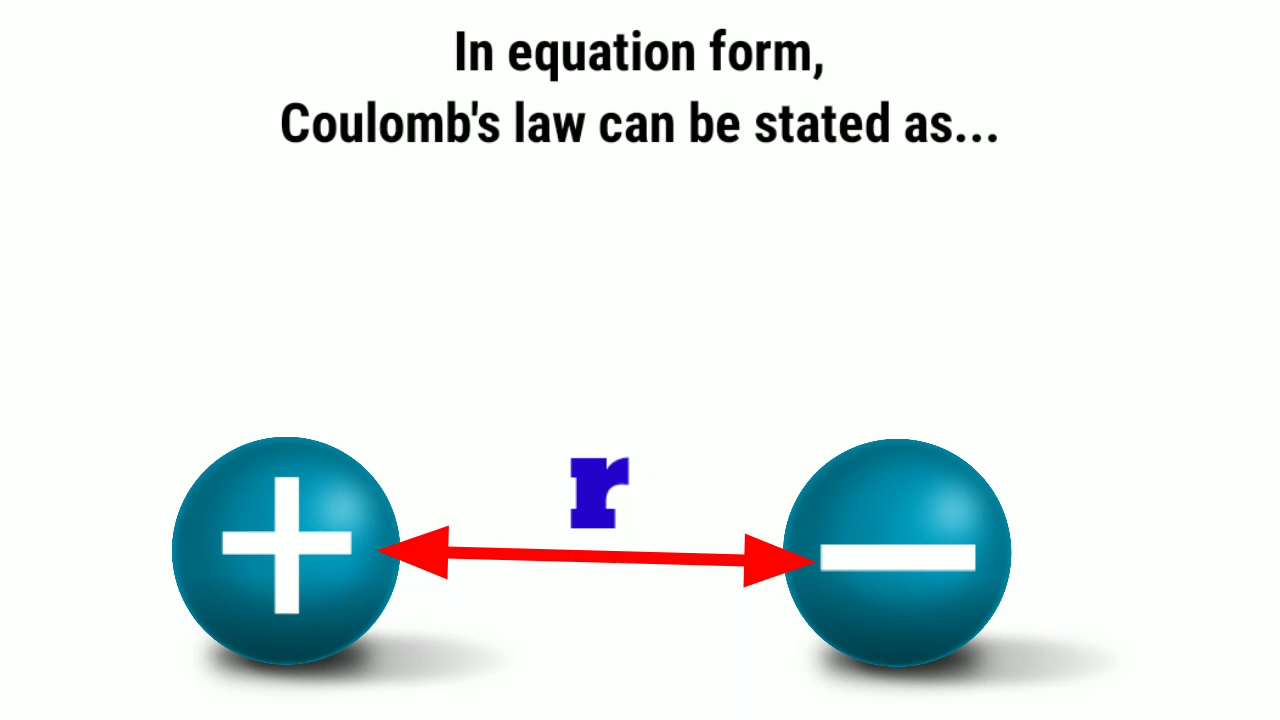 In equation form,
Coulomb's law can be stated as...
r
+ −